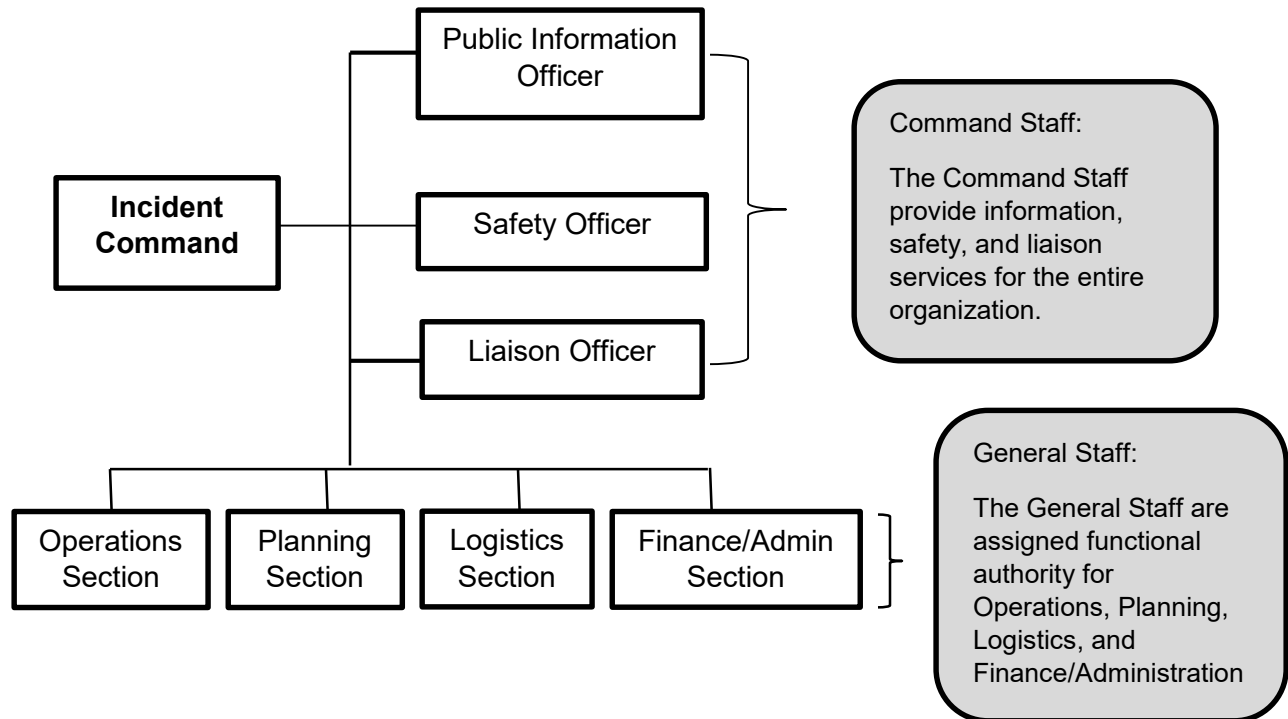 Public Information
Officer
Command Staff:
The Command Staff
provide information,
safety, and liaison
services for the entire
organization.
Incident
Command
Safety Officer
Liaison Officer
General Staff:
The General Staff are
assigned functional
authority for
Operations, Planning,
Logistics, and
Finance/Administration
Operations
Section
Planning
Section
Logistics
Section
Finance/Admin
Section